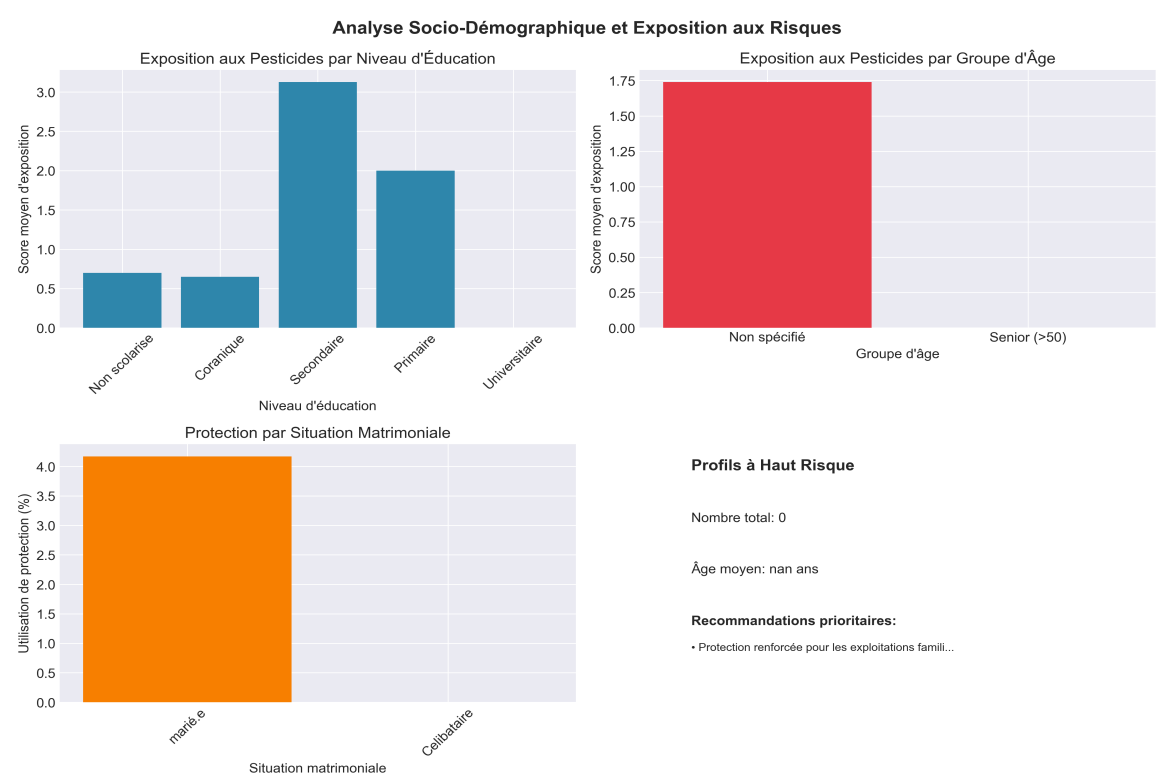 Analyse Socio-Démographique et Exposition aux Risques
Exposition aux Pesticides par Niveau d'Éducation
Score moyen d'exposition
3.0
2.5
2.0
1.5
1.0
0.5
0.0
Non scolarise
Coranique
Secondaire
Primaire
Universitaire
Niveau d'éducation
Exposition aux Pesticides par Groupe d'Âge
Score moyen d'exposition
1.75
1.50
1.25
1.00
0.75
0.50
0.25
0.00
Non spécifié
Senior (>50)
Groupe d'âge
Protection par Situation Matrimoniale
Utilisation de protection (%)
4.0
3.5
3.0
2.5
2.0
1.5
1.0
0.5
0.0
marié.e
Celibataire
Situation matrimoniale
Profils à Haut Risque
Nombre total: 0
Âge moyen: nan ans
Recommandations prioritaires:
• Protection renforcée pour les exploitations famili...